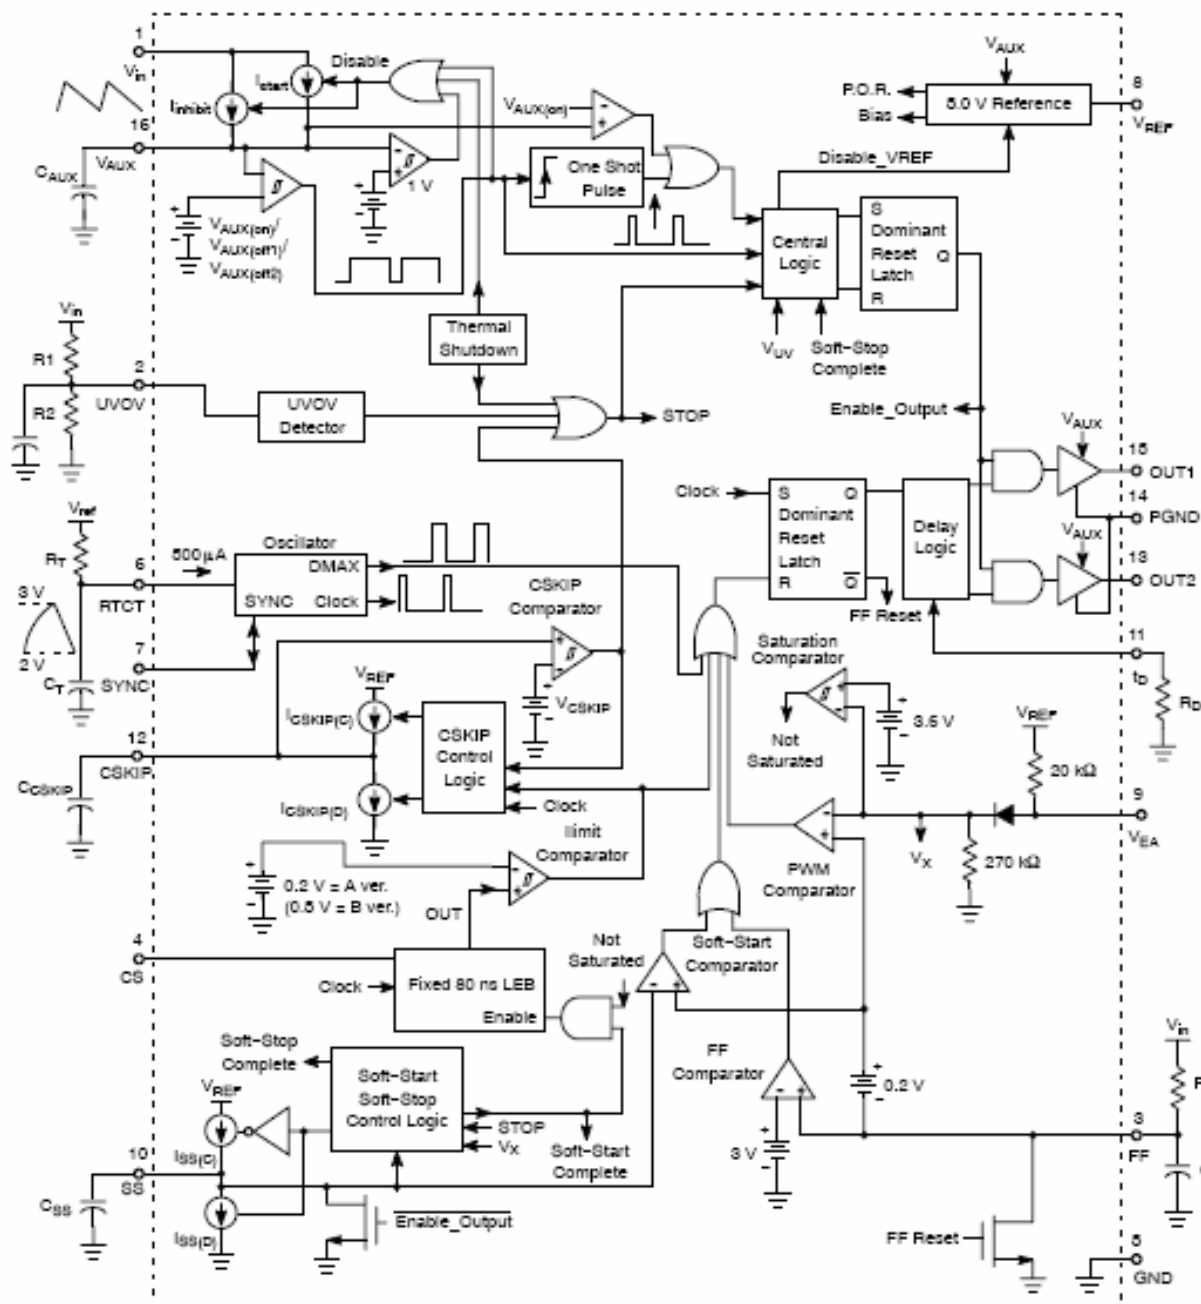 1
Vin
16
VAUX
CAUX
Iinhibit
Istart
Disable
1 V
VAUX(on)/
VAUX(off1)/
VAUX(off2)
VAUX(on)
One Shot
Pulse
Thermal
Shutdown
Disable_VREF
VAUX
P.O.R.
Bias
5.0 V Reference
8
VREF
Central
Logic
VUV
Soft-Stop
Complete
S
Dominant
Reset
Latch
Q
R
Vin
R1
2
UVOV
R2
UVOV
Detector
STOP
Enable_Output
VAUX
15
OUT1
14
PGND
VAUX
13
OUT2
Clock
S
Q
Dominant
Reset
Latch
R
Q
Delay
Logic
FF Reset
11
tD
RD
Vref
RT
6
RTCT
500 µA
3 V
2 V
CT
7
SYNC
Oscillator
DMAX
SYNC
Clock
CSKIP
Comparator
VCSKIP
Saturation
Comparator
Not
Saturated
3.5 V
VREF
20 kΩ
9
VEA
270 kΩ
VX
12
CSKIP
CCSKIP
VREF
ICSKIP(C)
ICSKIP(D)
CSKIP
Control
Logic
Clock
Ilimit
Comparator
0.2 V = A ver.
(0.5 V = B ver.)
OUT
PWM
Comparator
4
CS
Clock
Fixed 80 ns LEB
Enable
Not
Saturated
Soft-Start
Comparator
FF
Comparator
0.2 V
3 V
Soft-Stop
Complete
VREF
ISS(C)
ISS(D)
10
SS
CSS
Soft-Start
Soft-Stop
Control Logic
STOP
VX
Soft-Start
Complete
Enable_Output
Vin
R
3
FF
FF Reset
5
GND